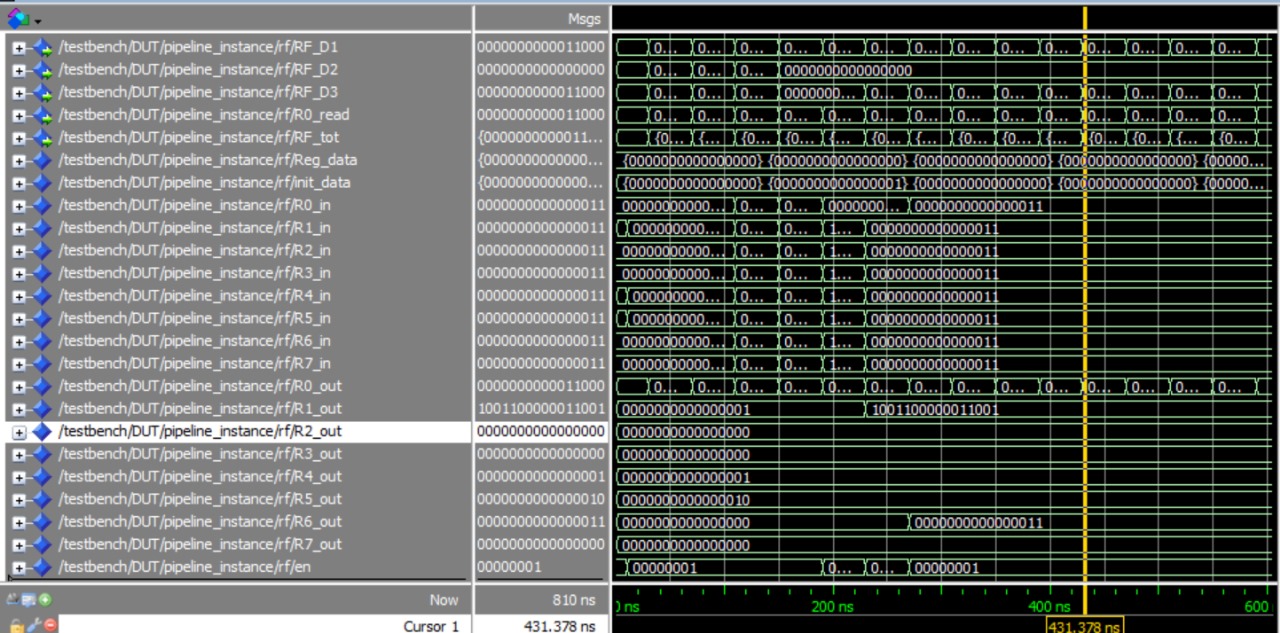 Msgs
/testbench/DUT/pipeline_instance/rf/RF_D1 0000000000011000 0... 0... 0... 0... 0... 0... 0... 0... 0... 0... 0... 0... 0... 0...
/testbench/DUT/pipeline_instance/rf/RF_D2 0000000000000000 0... 0... 0... 0000000000000000
/testbench/DUT/pipeline_instance/rf/RF_D3 0000000000011000 0... 0... 0... 0000000... 0... 0... 0... 0... 0... 0... 0... 0... 0...
/testbench/DUT/pipeline_instance/rf/R0_read 0000000000011000 0... 0... 0... 0... 0... 0... 0... 0... 0... 0... 0... 0... 0... 0...
/testbench/DUT/pipeline_instance/rf/RF_tot {0000000000011... {0... {... {0... {0... {... {0... {... {0... {0... {... {0... {0... {... {0...
/testbench/DUT/pipeline_instance/rf/Reg_data {000000000000... {0000000000000000} {0000000000000000} {0000000000000000} {0000000000000000} {00000...
/testbench/DUT/pipeline_instance/rf/init_data {000000000000... {0000000000000000} {0000000000000001} {0000000000000000} {0000000000000000} {00000...
/testbench/DUT/pipeline_instance/rf/R0_in 0000000000000011 00000000000... 0... 0... 0000000... 0000000000000011
/testbench/DUT/pipeline_instance/rf/R1_in 0000000000000011 000000000... 0... 0... 1... 0000000000000011
/testbench/DUT/pipeline_instance/rf/R2_in 0000000000000011 00000000000... 0... 0... 1... 0000000000000011
/testbench/DUT/pipeline_instance/rf/R3_in 0000000000000011 00000000000... 0... 0... 1... 0000000000000011
/testbench/DUT/pipeline_instance/rf/R4_in 0000000000000011 000000000... 0... 0... 1... 0000000000000011
/testbench/DUT/pipeline_instance/rf/R5_in 0000000000000011 000000000... 0... 0... 1... 0000000000000011
/testbench/DUT/pipeline_instance/rf/R6_in 0000000000000011 00000000000... 0... 0... 1... 0000000000000011
/testbench/DUT/pipeline_instance/rf/R7_in 0000000000000011 00000000000... 0... 0... 1... 0000000000000011
/testbench/DUT/pipeline_instance/rf/R0_out 0000000000011000 0... 0... 0... 0... 0... 0... 0... 0... 0... 0... 0... 0... 0... 0...
/testbench/DUT/pipeline_instance/rf/R1_out 1001100000011001 0000000000000001 1001100000011001
/testbench/DUT/pipeline_instance/rf/R2_out 0000000000000000 0000000000000000
/testbench/DUT/pipeline_instance/rf/R3_out 0000000000000000 0000000000000000
/testbench/DUT/pipeline_instance/rf/R4_out 0000000000000001 0000000000000001
/testbench/DUT/pipeline_instance/rf/R5_out 0000000000000010 0000000000000010
/testbench/DUT/pipeline_instance/rf/R6_out 0000000000000011 0000000000000000 0000000000000011
/testbench/DUT/pipeline_instance/rf/R7_out 0000000000000000 0000000000000000
/testbench/DUT/pipeline_instance/rf/en 00000001 00000001 0... 0... 00000001
Now 810 ns ns 200 ns 400 ns 600
Cursor 1 431.378 ns 431.378 ns